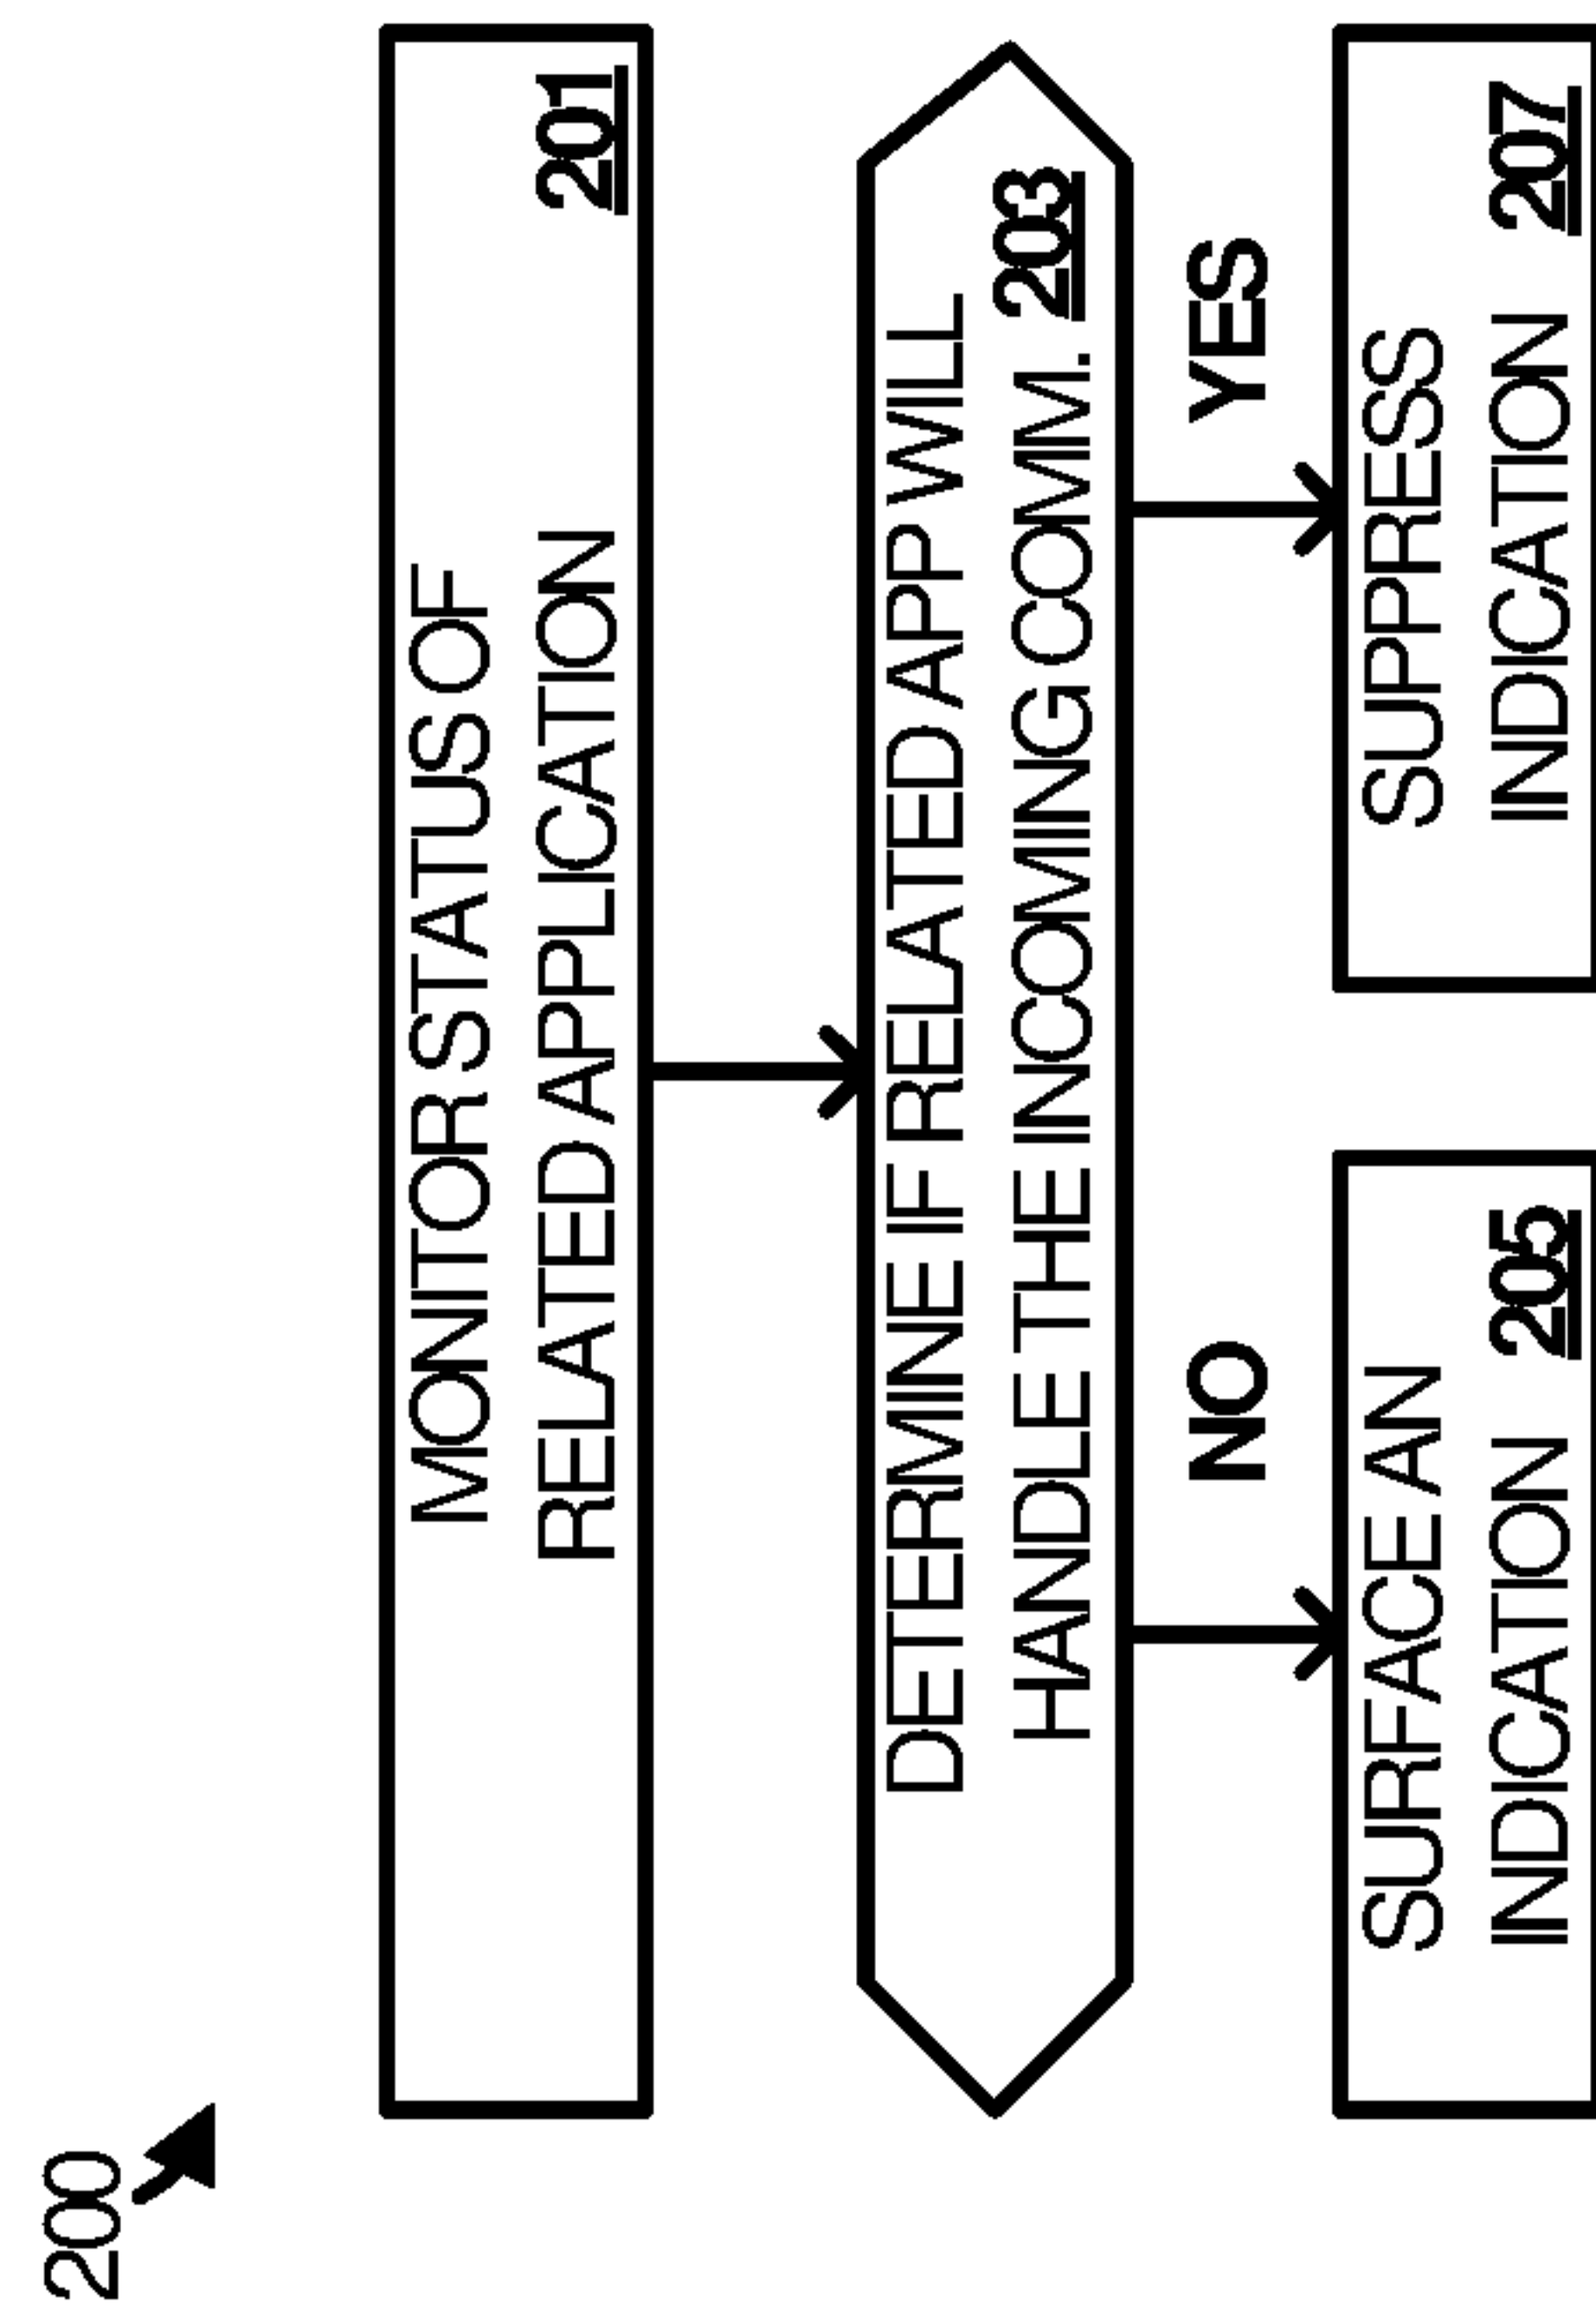 200
MONITOR STATUS OF
RELATED APPLICATION 201
DETERMINE IF RELATED APP WILL
HANDLE THE INCOMING COMM. 203
NO
YES
SURFACE AN
INDICATION 205
SUPPRESS
INDICATION 207